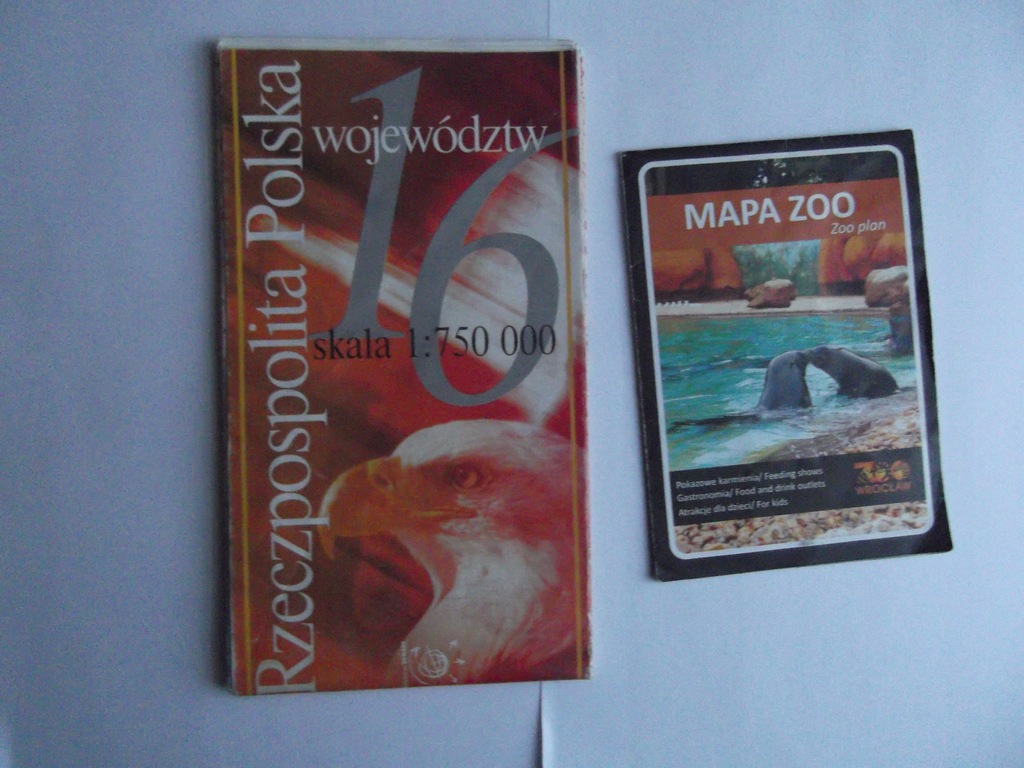 Rzeczpospolita Polska
16
województw
skala 1:750 000
MAPA ZOO
Zoo plan
Pokazowe karmienia/ Feeding shows
Gastronomia/ Food and drink outlets
Atrakcje dla dzieci/ For kids
ZOO
WROCŁAW